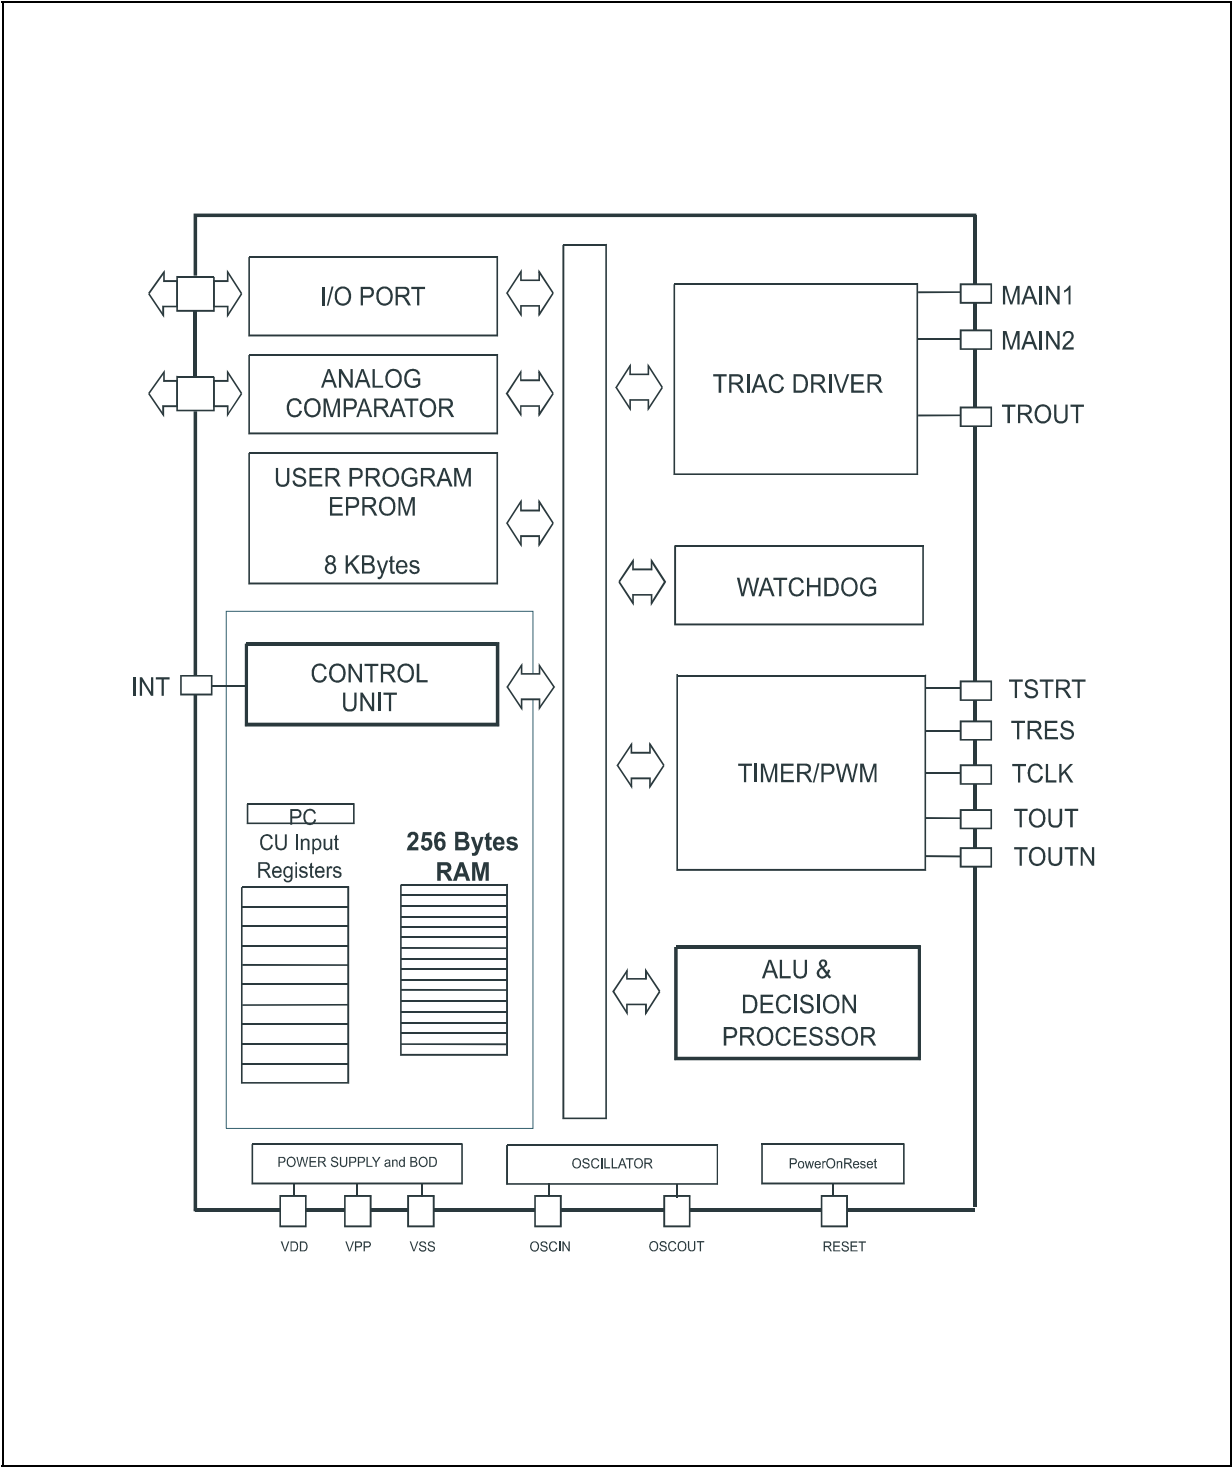 I/O PORT
ANALOG
COMPARATOR
USER PROGRAM
EPROM
8 KBytes
INT
CONTROL
UNIT
PC
CU Input
Registers
256 Bytes
RAM
TRIAC DRIVER
MAIN1
MAIN2
TROUT
WATCHDOG
TIMER/PWM
TSTRT
TRES
TCLK
TOUT
TOUTN
ALU &
DECISION
PROCESSOR
POWER SUPPLY and BOD
OSCILLATOR
PowerOnReset
VDD
VPP
VSS
OSCIN
OSCOUT
RESET